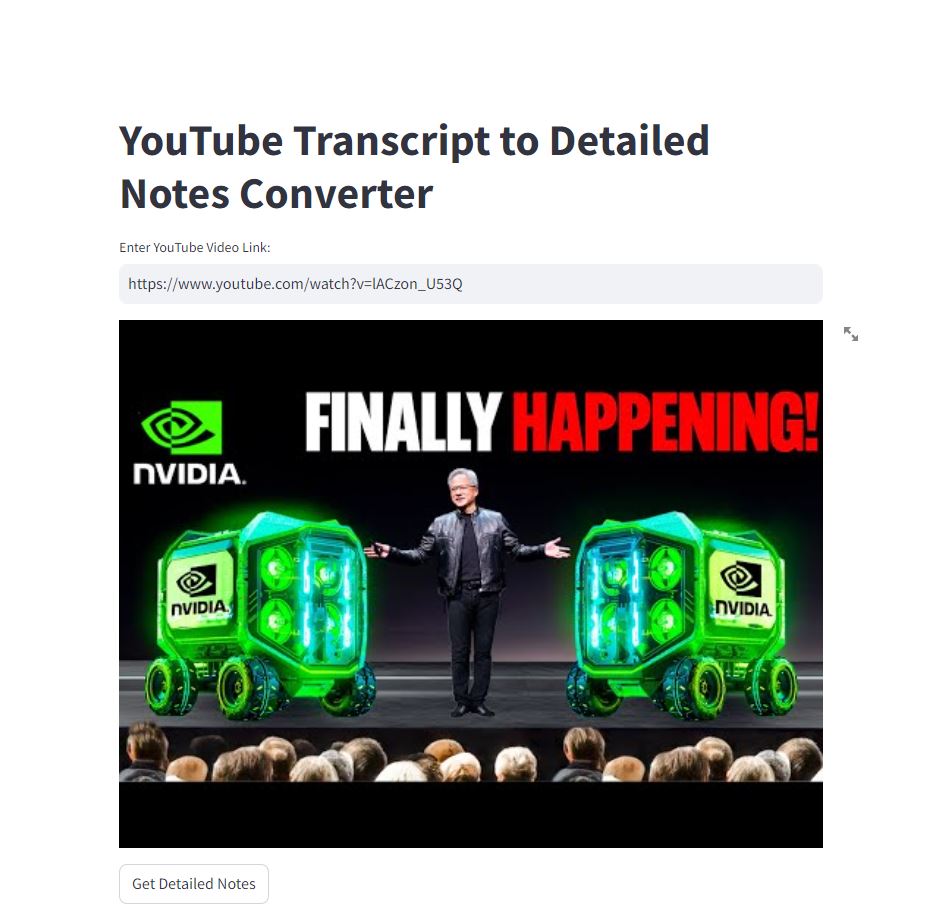 YouTube Transcript to Detailed
Notes Converter
Enter YouTube Video Link:
https://www.youtube.com/watch?v=lACzon_U53Q
FINALLY HAPPENING!
NVIDIA.
NVIDIA.
NVIDIA.
Get Detailed Notes